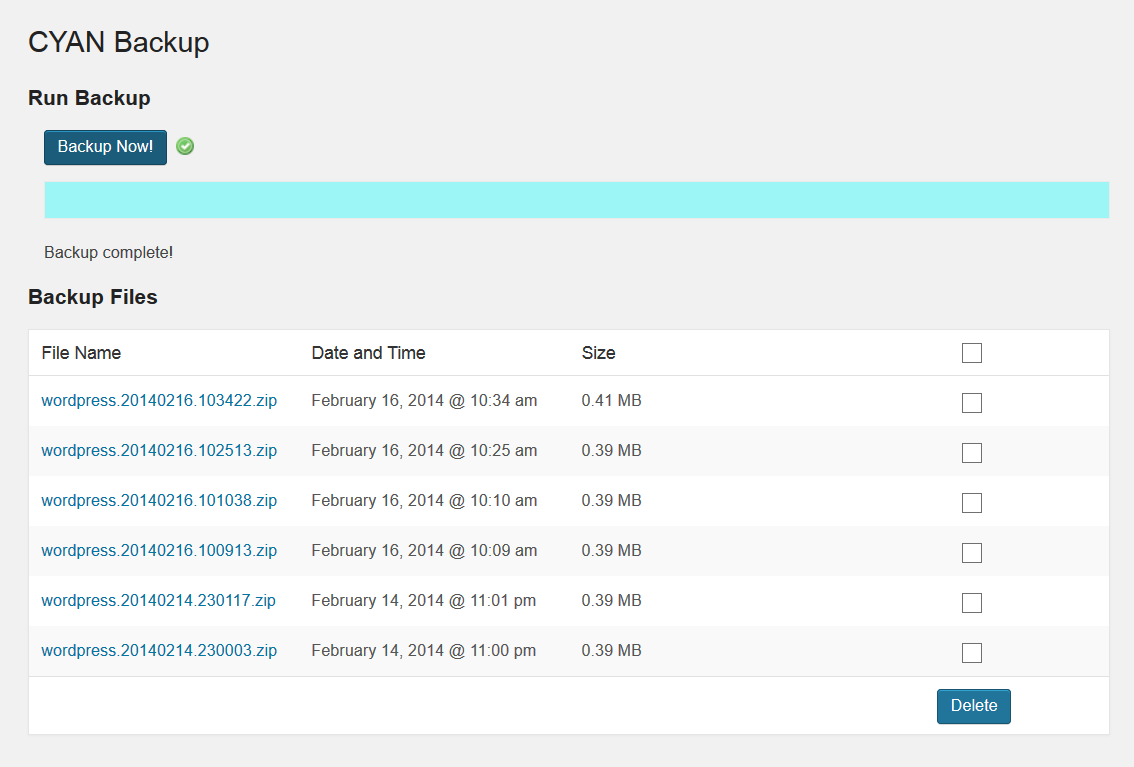 CYAN Backup
Run Backup
Backup Now!
Backup complete!
Backup Files
File Name Date and Time Size
wordpress.20140216.103422.zip February 16, 2014 @ 10:34 am 0.41 MB
wordpress.20140216.102513.zip February 16, 2014 @ 10:25 am 0.39 MB
wordpress.20140216.101038.zip February 16, 2014 @ 10:10 am 0.39 MB
wordpress.20140216.100913.zip February 16, 2014 @ 10:09 am 0.39 MB
wordpress.20140214.230117.zip February 14, 2014 @ 11:01 pm 0.39 MB
wordpress.20140214.230003.zip February 14, 2014 @ 11:00 pm 0.39 MB
Delete